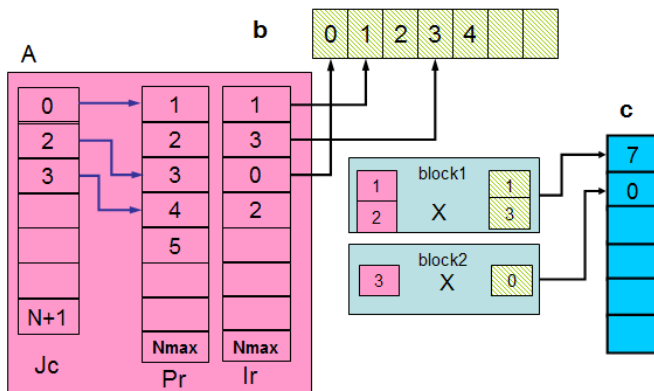 b
0 1 2 3 4
A
0 1 1
2 2 3
3 3 0
4 2
5
N+1
Nmax Nmax
Jc Pr Ir
c
7
0
block1
1 1
2 X 3
block2
3 X 0